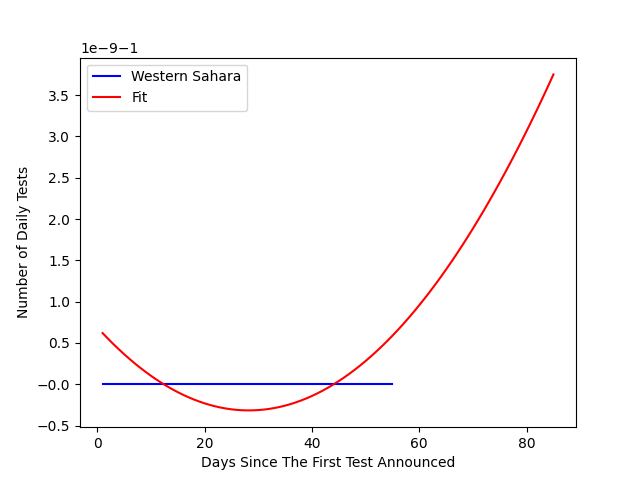 1e−9−1
Western Sahara
Fit
3.5
3.0
2.5
2.0
1.5
1.0
0.5
−0.0
−0.5
Number of Daily Tests
0 20 40 60 80
Days Since The First Test Announced